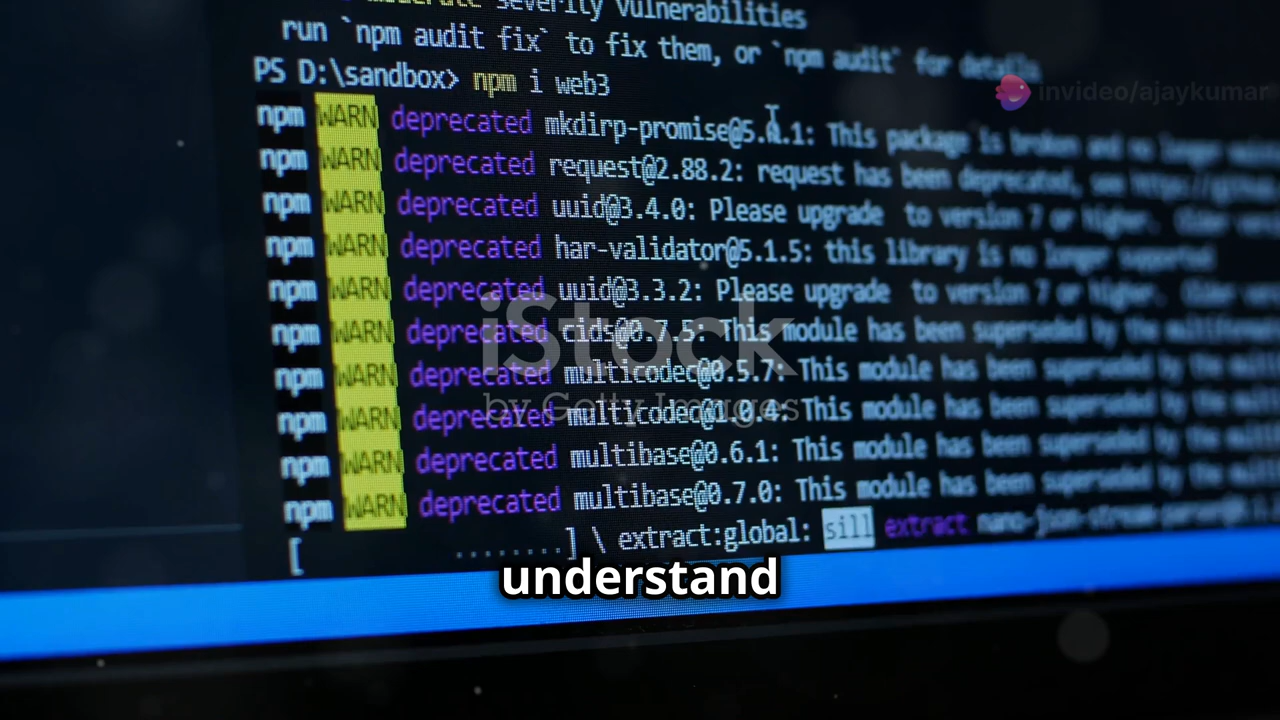 severity vulnerabilities
run `npm audit fix` to fix them, or `npm audit` for details
PS D:\sandbox> npm i web3
invideo/ajaykumar
npm WARN deprecated mkdirp-promise@5. .1: This package is broken and no longer
npm WARN deprecated request@2.88.2: request has been deprecated, see https://github
npm WARN deprecated uuid@3.4.0: Please upgrade to version 7 or higher. Older
npm WARN deprecated har-validator@5.1.5: this library is no longer supported
npm WARN deprecated uuid@3.3.2: Please upgrade to version 7 or higher. Older
npm WARN deprecated cids@0.7.5: This module has been superseded by the
iStock
npm WARN deprecated multicodec@0.5.7: This module has been superseded by the
by Getty Images
npm WARN deprecated multicodec@1.0.4: This module has been superseded by the
npm WARN deprecated multibase@0.6.1: This module has been superseded by the
npm WARN deprecated multibase@0.7.0: This module has been superseded by the
[ ........] \ extract:global: sill extract
understand